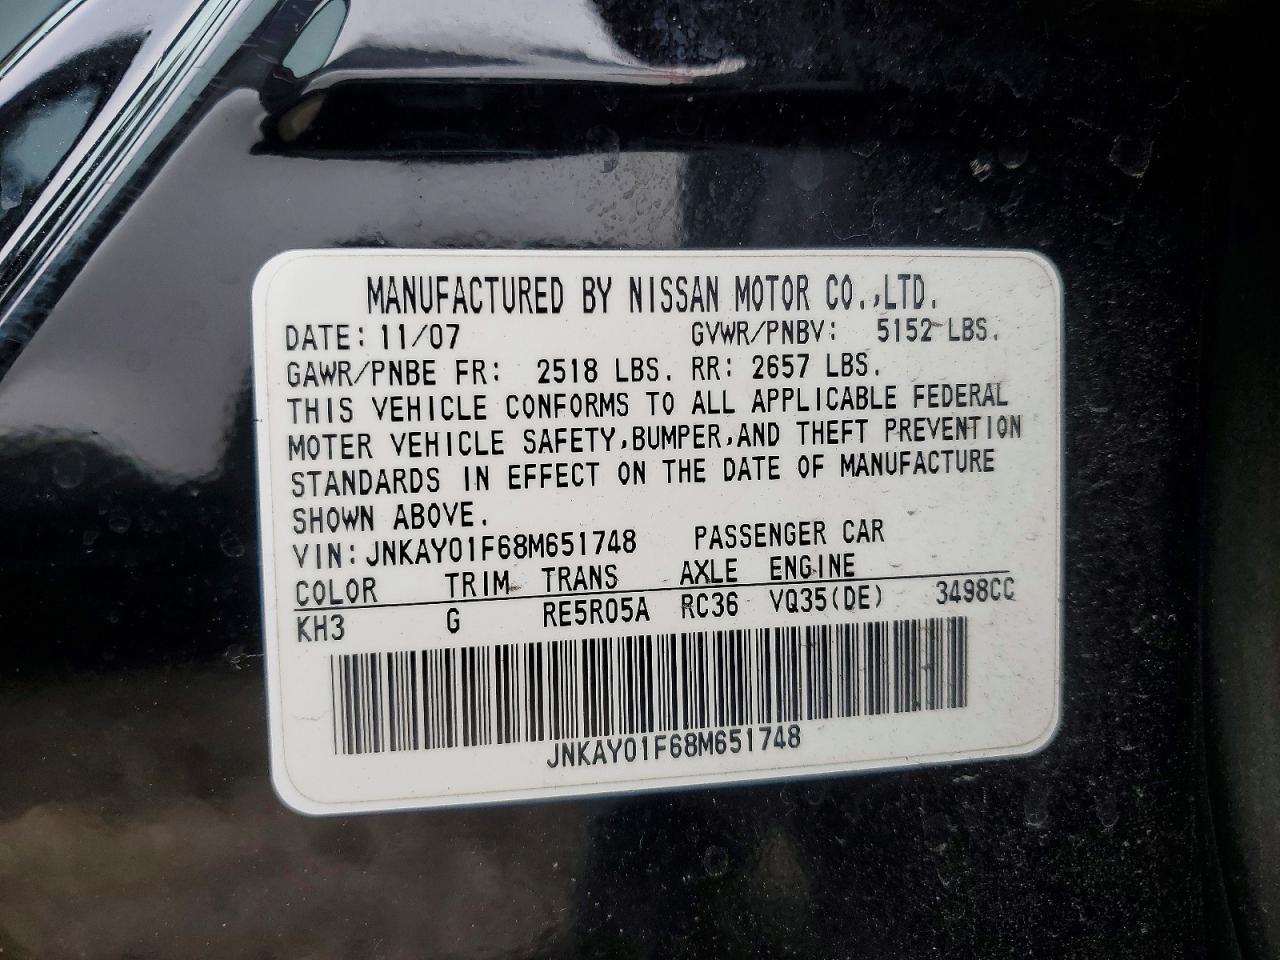 MANUFACTURED BY NISSAN MOTOR CO.,LTD.
DATE: 11/07 GVWR/PNBV: 5152 LBS.
GAWR/PNBE FR: 2518 LBS. RR: 2657 LBS.
THIS VEHICLE CONFORMS TO ALL APPLICABLE FEDERAL
MOTER VEHICLE SAFETY,BUMPER,AND THEFT PREVENTION
STANDARDS IN EFFECT ON THE DATE OF MANUFACTURE
SHOWN ABOVE.
VIN: JNKAY01F68M651748 PASSENGER CAR
COLOR TRIM TRANS AXLE ENGINE
KH3 G RE5R05A RC36 VQ35(DE) 3498CC
JNKAY01F68M651748